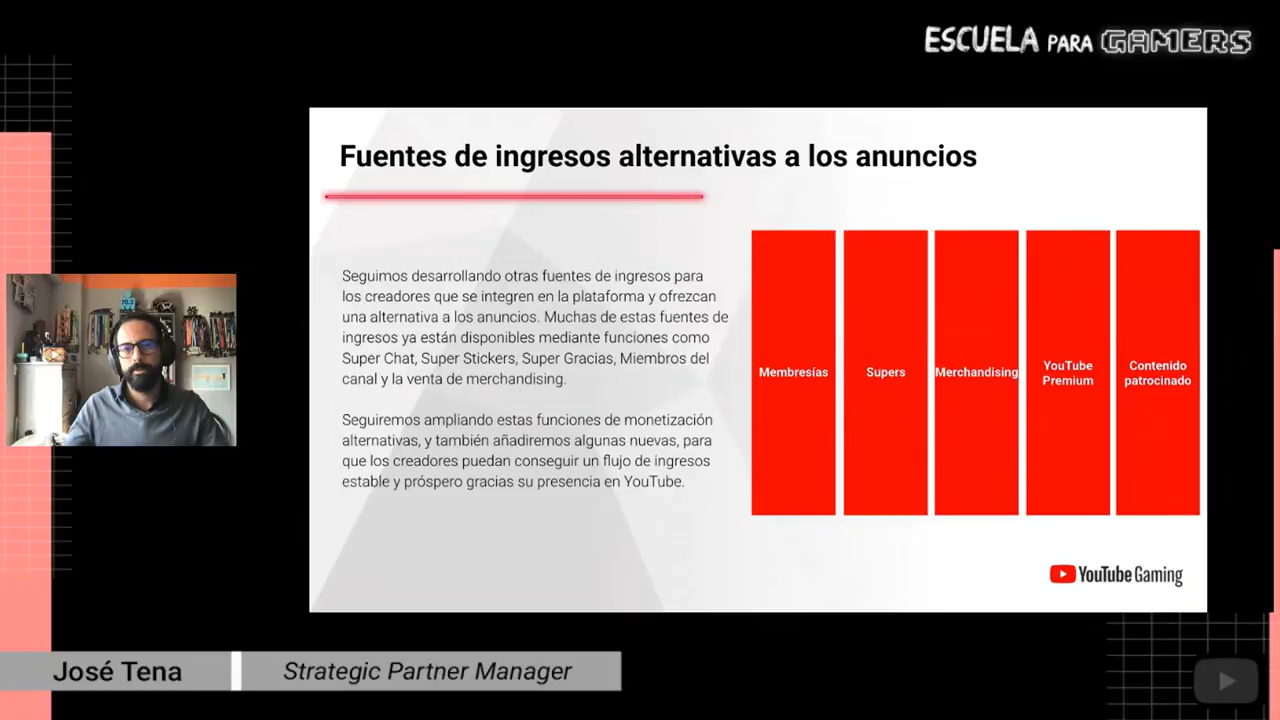 ESCUELA PARA GAMERS
Fuentes de ingresos alternativas a los anuncios
Seguimos desarrollando otras fuentes de ingresos para
los creadores que se integren en la plataforma y ofrezcan
una alternativa a los anuncios. Muchas de estas fuentes de
ingresos ya están disponibles mediante funciones como
Super Chat, Super Stickers, Super Gracias, Miembros del
canal y la venta de merchandising.
Seguiremos ampliando estas funciones de monetización
alternativas, y también añadiremos algunas nuevas, para
que los creadores puedan conseguir un flujo de ingresos
estable y próspero gracias su presencia en YouTube.
Membresías
Supers
Merchandising
YouTube
Premium
Contenido
patrocinado
YouTube Gaming
José Tena
Strategic Partner Manager